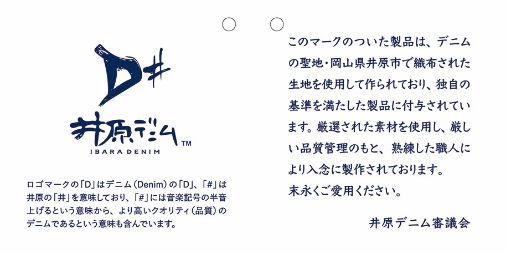 D#
井原デニム™
IBARA DENIM
ロゴマークの「D」はデニム(Denim)の「D」、「#」は
井原の「井」を意味しており、「#」には音楽記号の半音
上げるという意味から、より高いクオリティ(品質)の
デニムであるという意味も含んでいます。
このマークのついた製品は、デニム
の聖地・岡山県井原市で織布された
生地を使用して作られており、独自の
基準を満たした製品に付与されてい
ます。厳選された素材を使用し、厳し
い品質管理のもと、熟練した職人に
より入念に製作されております。
末永くご愛用ください。
井原デニム審議会